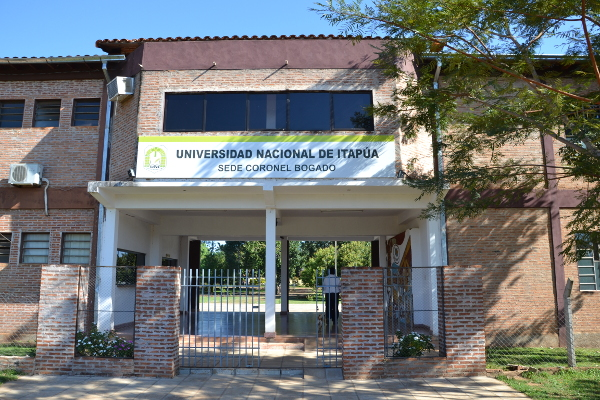 UNIVERSIDAD NACIONAL DE ITAPÚA
SEDE CORONEL BOGADO